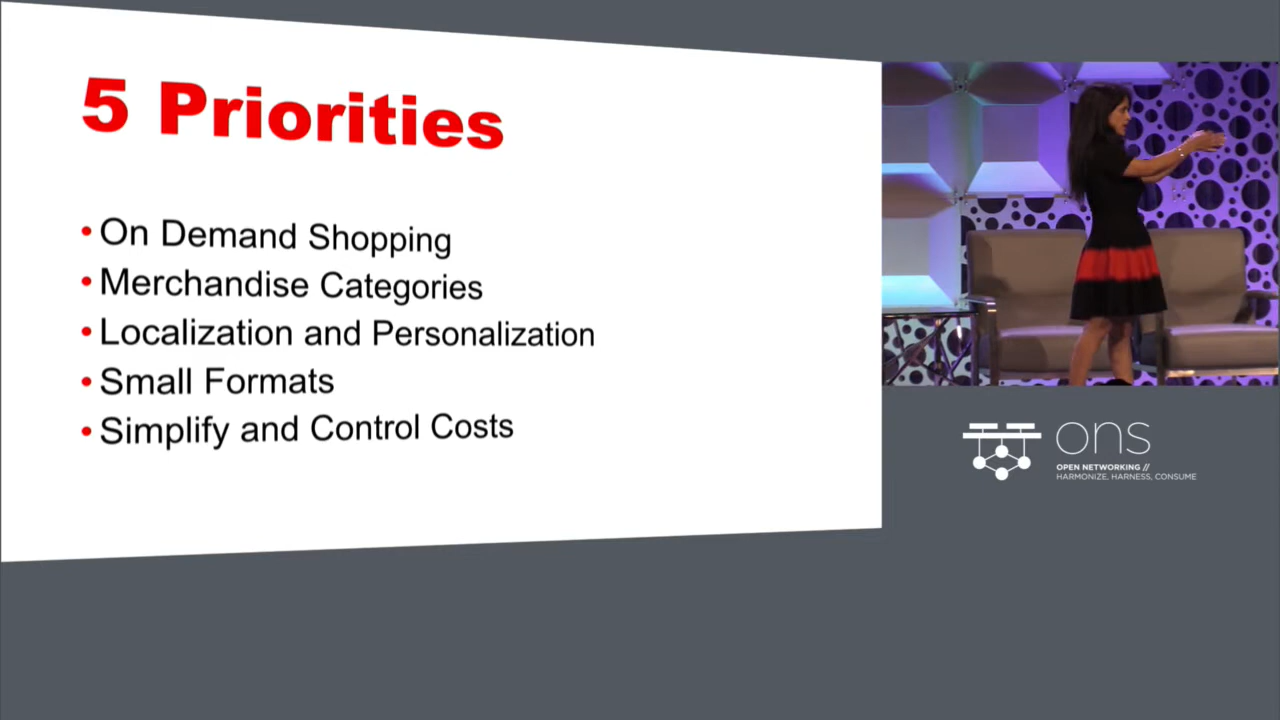 5 Priorities
• On Demand Shopping
• Merchandise Categories
• Localization and Personalization
• Small Formats
• Simplify and Control Costs
ons
OPEN NETWORKING //
HARMONIZE, HARNESS, CONSUME